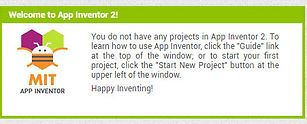 Welcome to App Inventor 2!
You do not have any projects in App Inventor 2. To
learn how to use App Inventor, click the "Guide" link
at the top of the window; or to start your first
project, click the "Start New Project" button at the
upper left of the window.
Happy Inventing!
MIT
APP INVENTOR